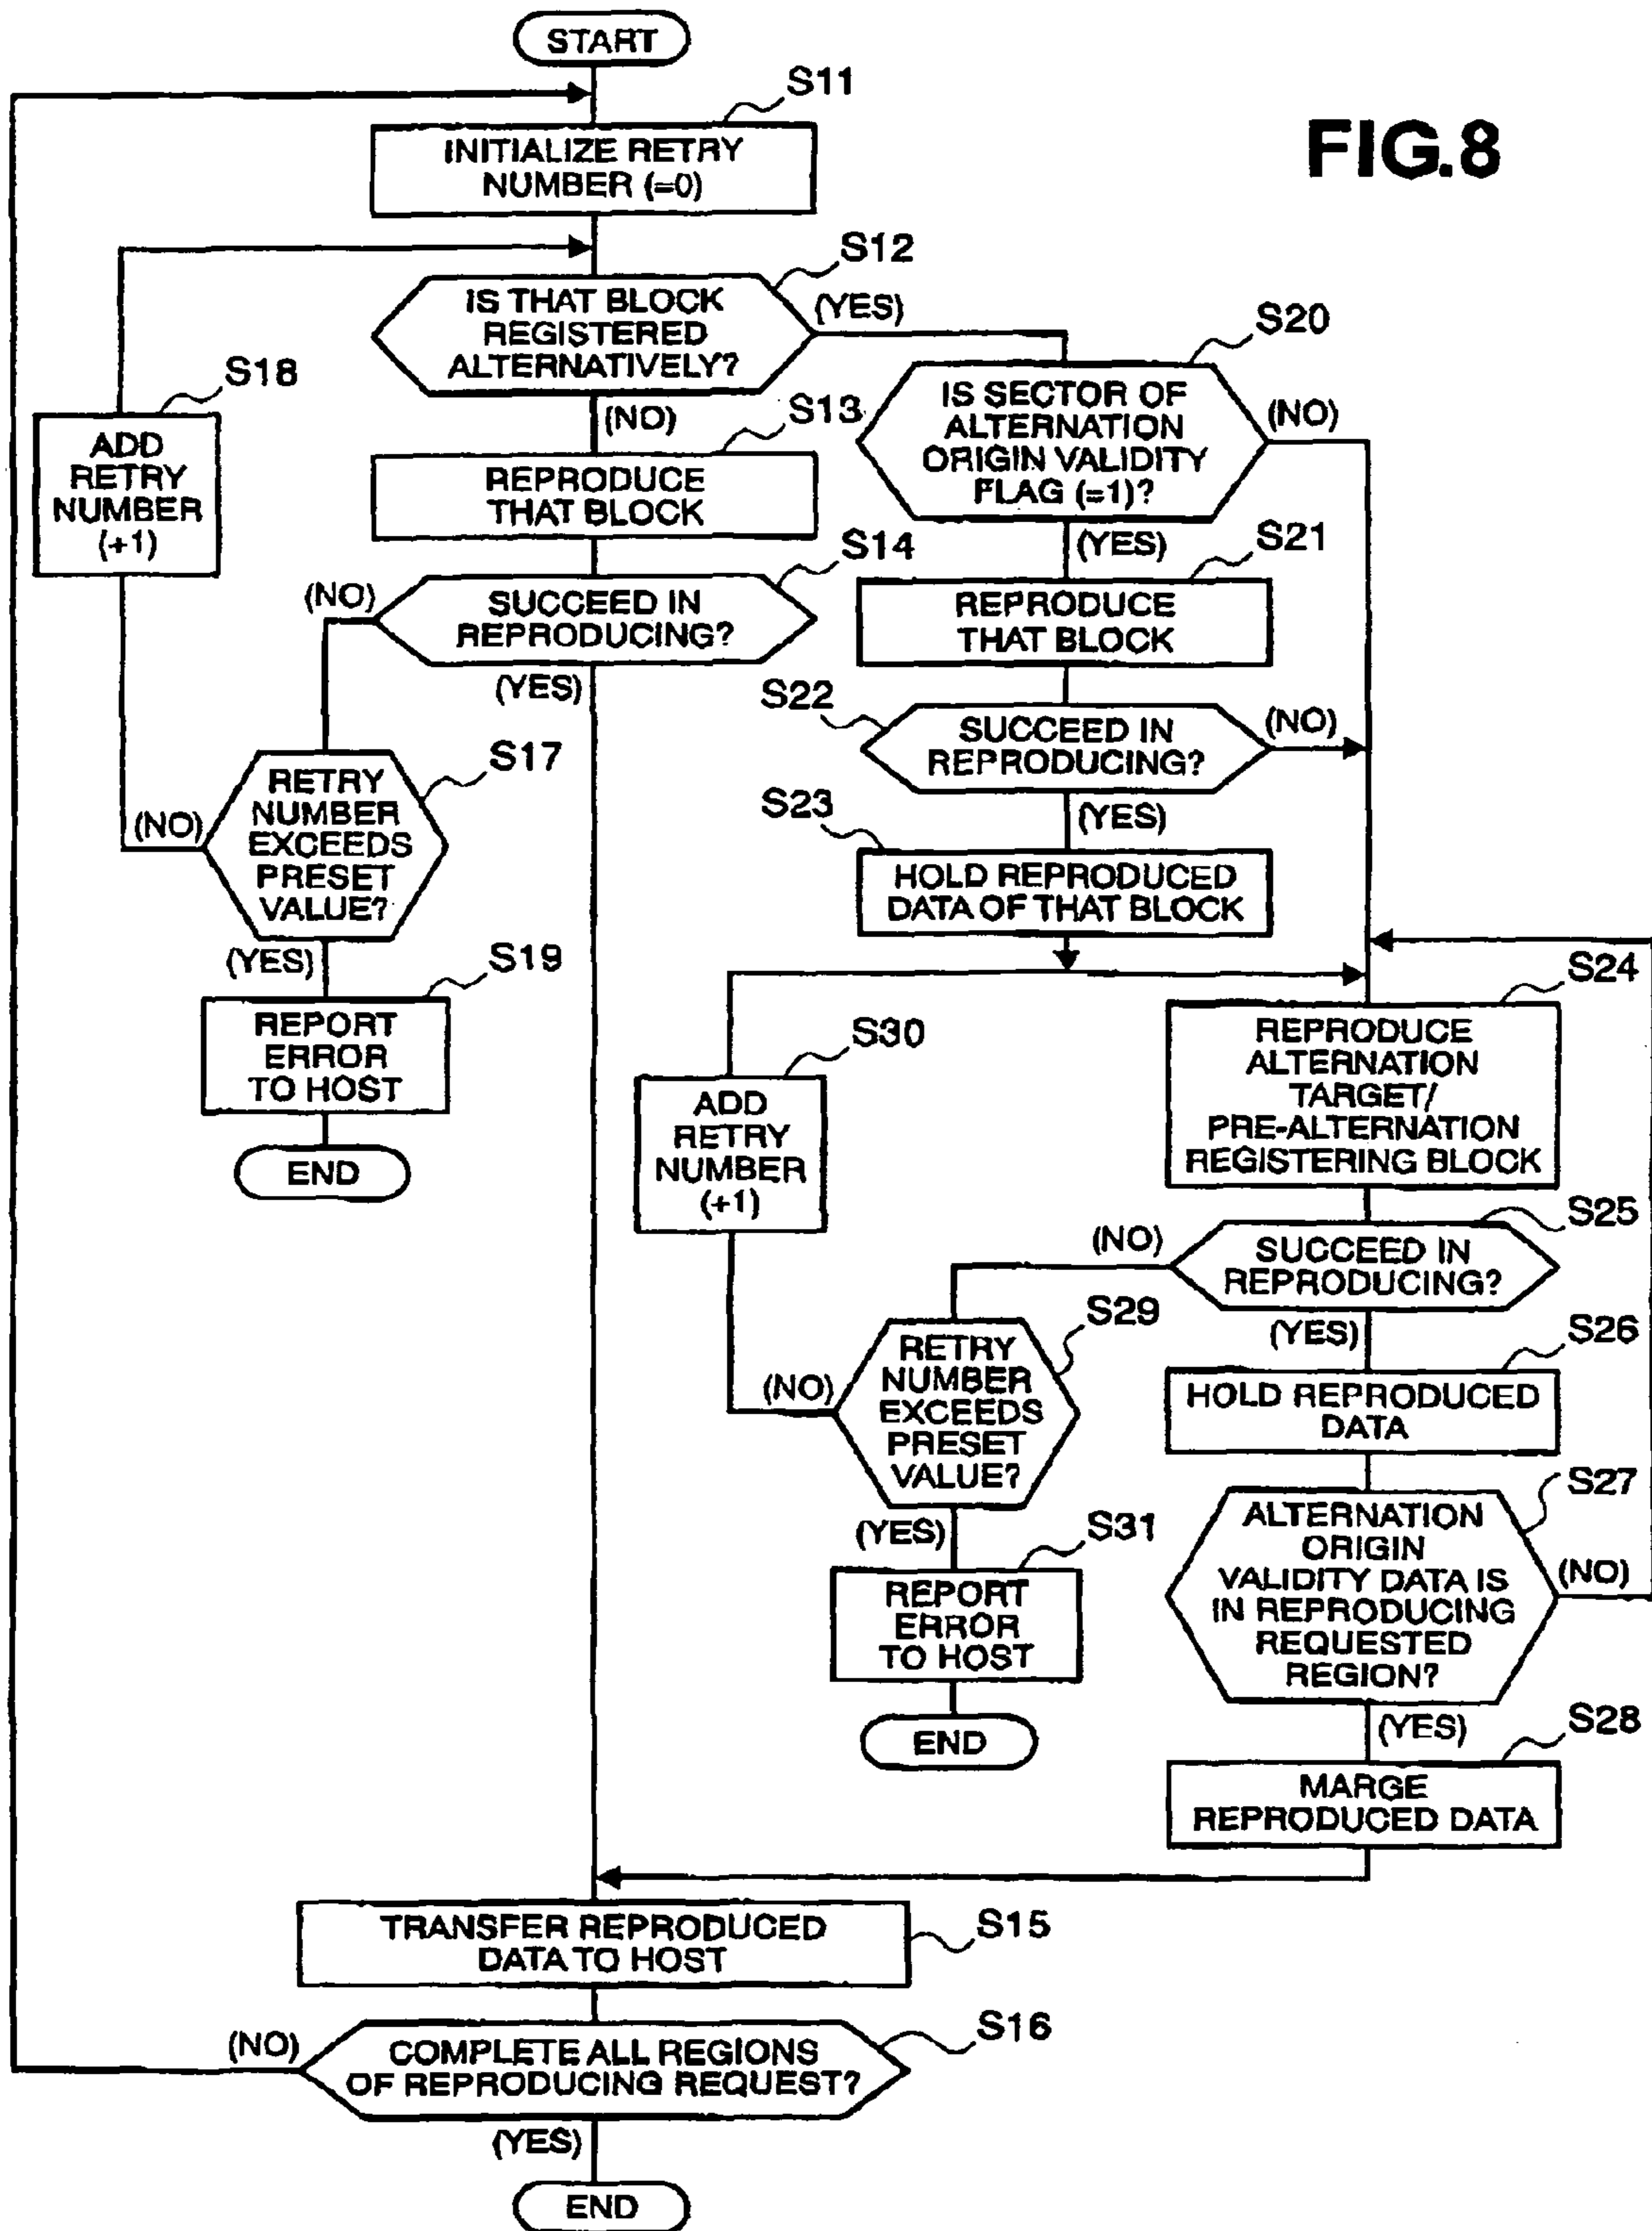 START
FIG.8
S11
INITIALIZE RETRY
NUMBER (=0)
S12
IS THAT BLOCK
REGISTERED
ALTERNATIVELY?
(YES)
(NO)
S13
REPRODUCE
THAT BLOCK
S14
SUCCEED IN
REPRODUCING?
(NO)
(YES)
S18
ADD
RETRY
NUMBER
(+1)
S17
RETRY
NUMBER
EXCEEDS
PRESET
VALUE?
(NO)
(YES)
S19
REPORT
ERROR
TO HOST
END
S20
IS SECTOR OF
ALTERNATION
ORIGIN VALIDITY
FLAG (=1)?
(NO)
(YES)
S21
REPRODUCE
THAT BLOCK
S22
SUCCEED IN
REPRODUCING?
(NO)
(YES)
S23
HOLD REPRODUCED
DATA OF THAT BLOCK
S24
REPRODUCE
ALTERNATION
TARGET/
PRE-ALTERNATION
REGISTERING BLOCK
S25
SUCCEED IN
REPRODUCING?
(NO)
(YES)
S30
ADD
RETRY
NUMBER
(+1)
S29
RETRY
NUMBER
EXCEEDS
PRESET
VALUE?
(NO)
(YES)
S31
REPORT
ERROR
TO HOST
END
S26
HOLD REPRODUCED
DATA
S27
ALTERNATION
ORIGIN
VALIDITY DATA IS
IN REPRODUCING
REQUESTED
REGION?
(NO)
(YES)
S28
MARGE
REPRODUCED DATA
S15
TRANSFER REPRODUCED
DATA TO HOST
S16
COMPLETE ALL REGIONS
OF REPRODUCING REQUEST?
(NO)
(YES)
END